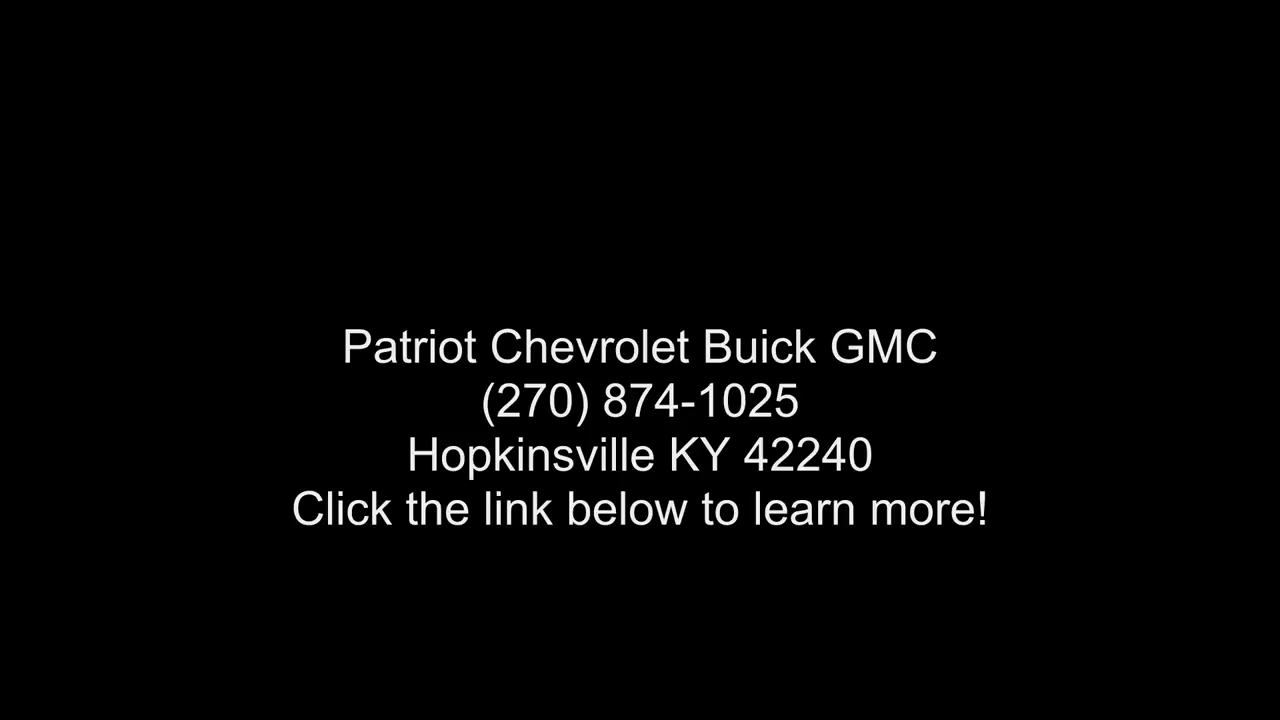 Patriot Chevrolet Buick GMC
(270) 874-1025
Hopkinsville KY 42240
Click the link below to learn more!